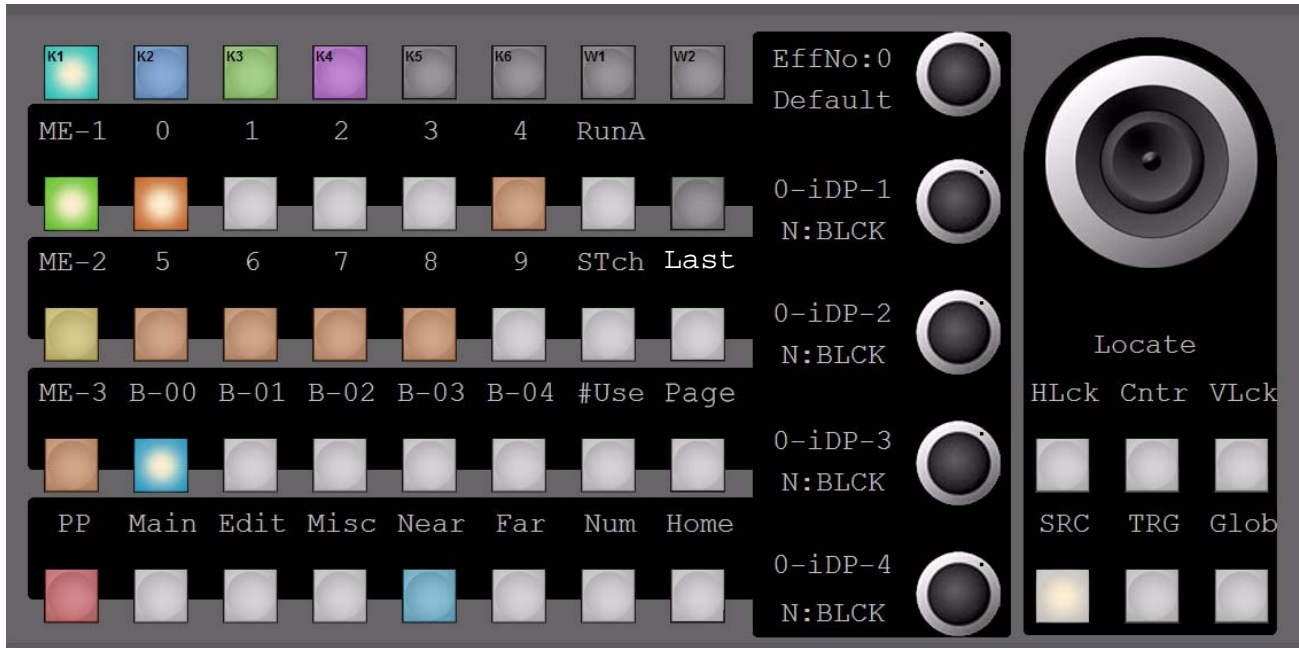 K1 K2 K3 K4 K5 K6 W1 W2
ME-1 0 1 2 3 4 RunA
ME-2 5 6 7 8 9 STch Last
ME-3 B-00 B-01 B-02 B-03 B-04 #Use Page
PP Main Edit Misc Near Far Num Home
EffNo:0
Default
0-iDP-1
N:BLCK
0-iDP-2
N:BLCK
0-iDP-3
N:BLCK
0-iDP-4
N:BLCK
Locate
HLck Cntr VLck
SRC TRG Glob